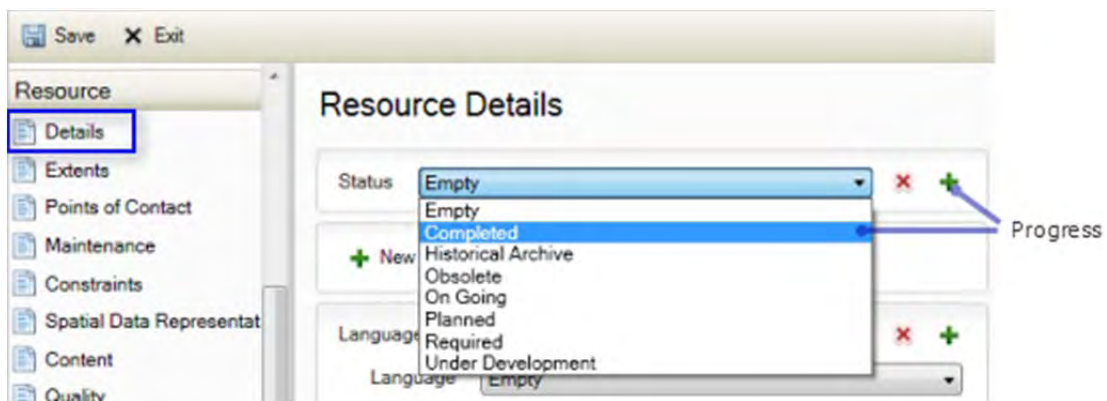 Save Exit
Resource
Details
Extents
Points of Contact
Maintenance
Constraints
Spatial Data Representat
Content
Quality
Resource Details
Status Empty
Empty
Completed
Historical Archive
Obsolete
On Going
Planned
Required
Under Development
New
Language
Language Empty
Progress